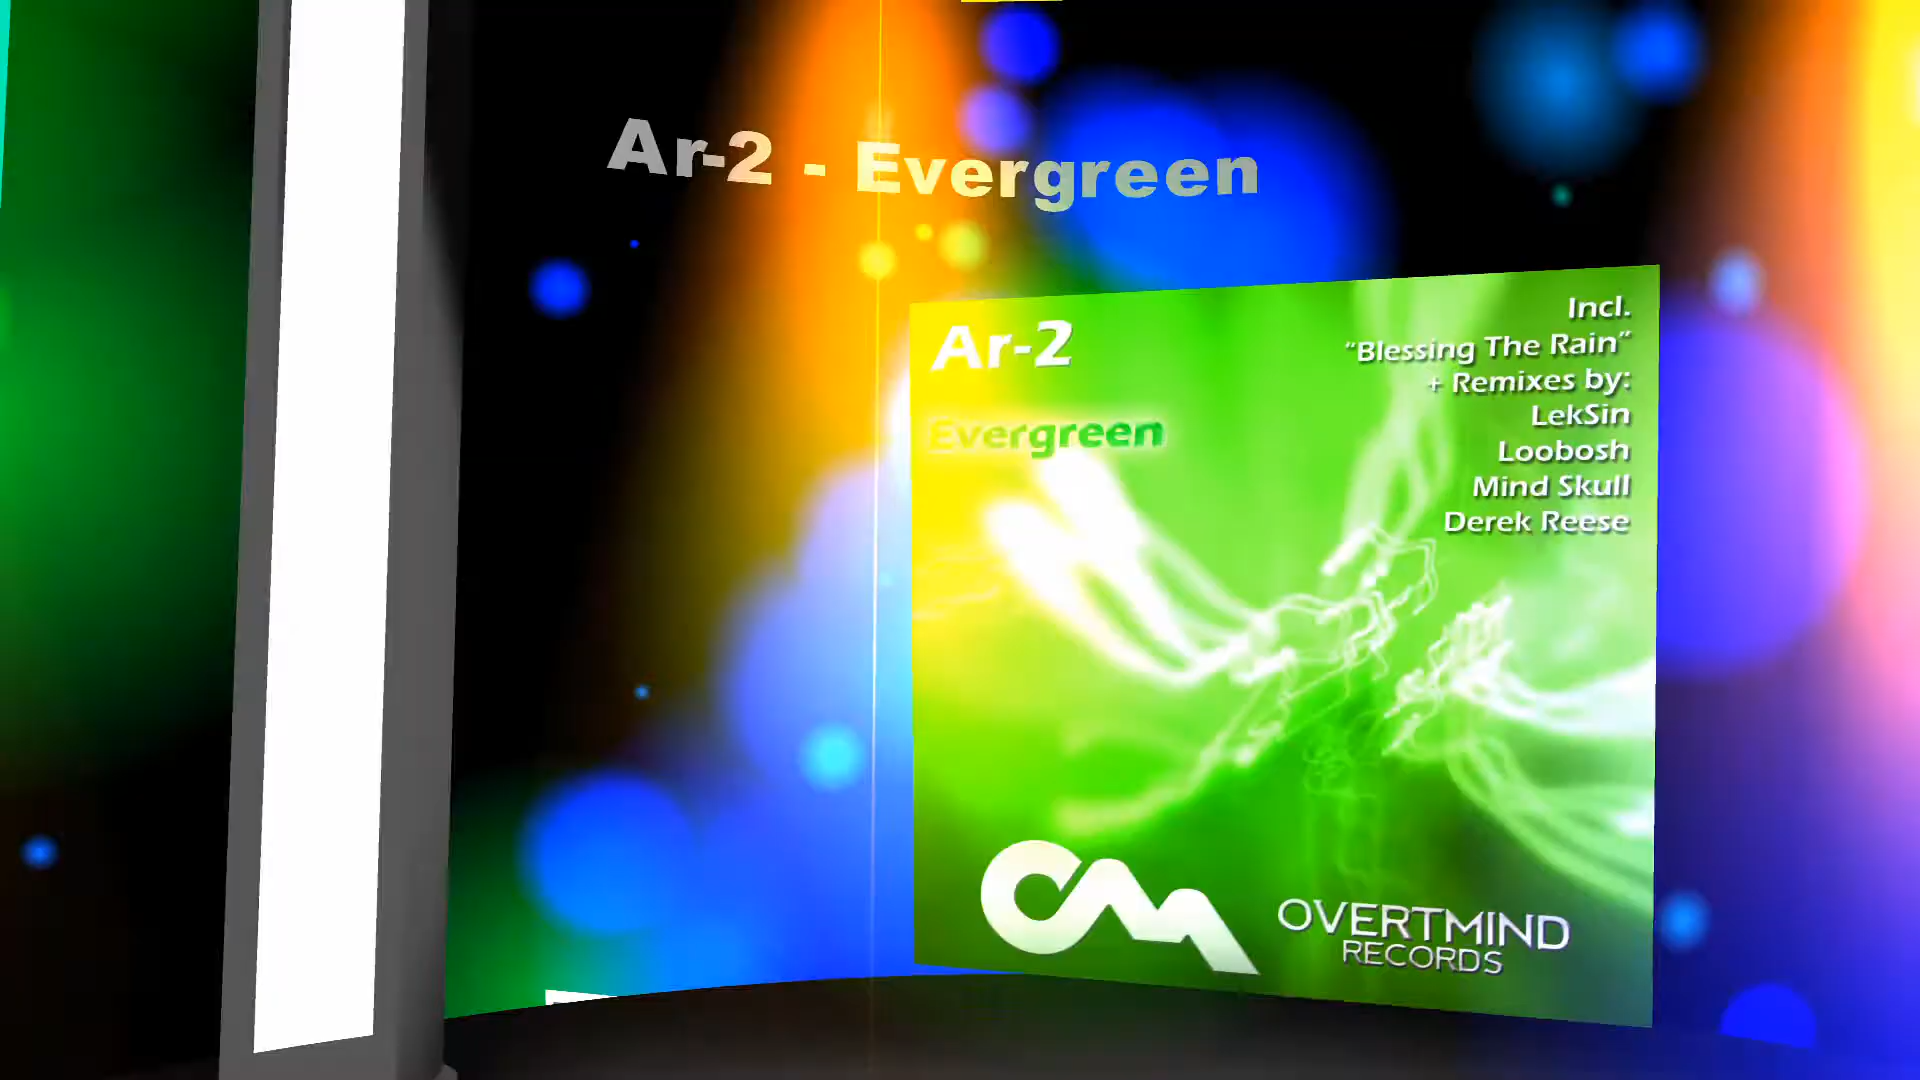 Ar-2 - Evergreen
Ar-2
Evergreen
Incl.
"Blessing The Rain"
+ Remixes by:
LekSin
Loobosh
Mind Skull
Derek Reese
OVERTMIND
RECORDS